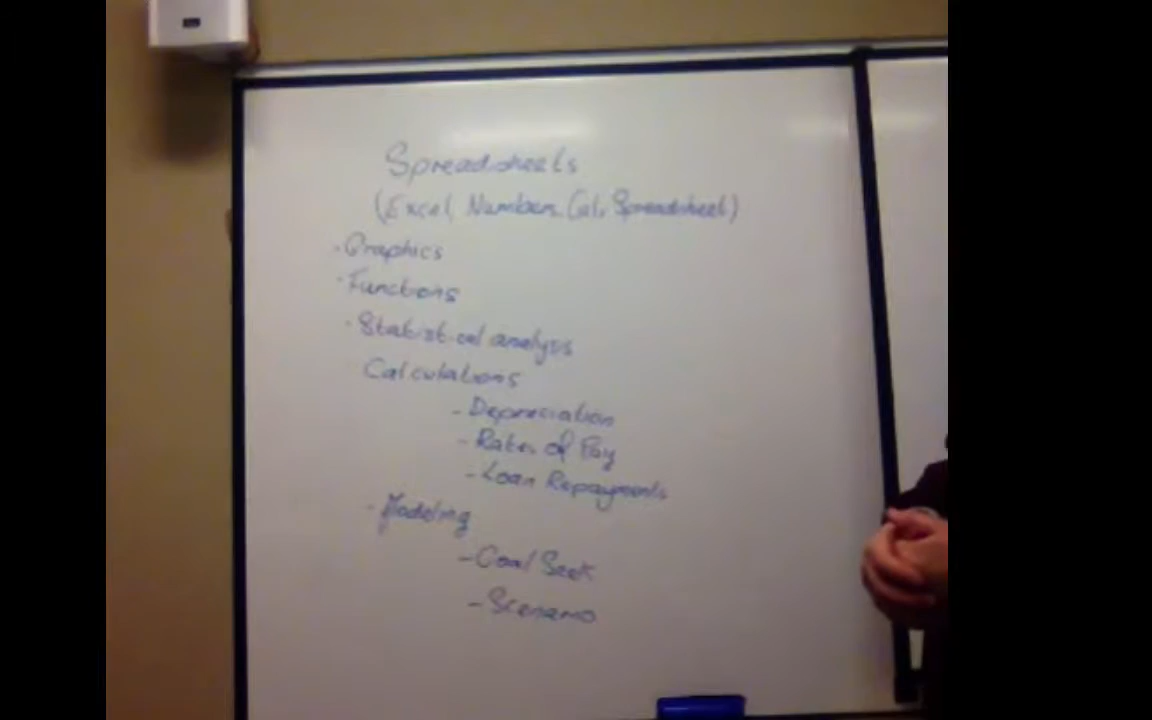 Spreadsheets
(Excel, Numbers, Calc, Spreadsheet)
· Graphics
· Functions
· Statistical analysis
Calculations
- Depreciation
- Rates of Pay
- Loan Repayments
· Modeling
- Goal Seek
- Scenario